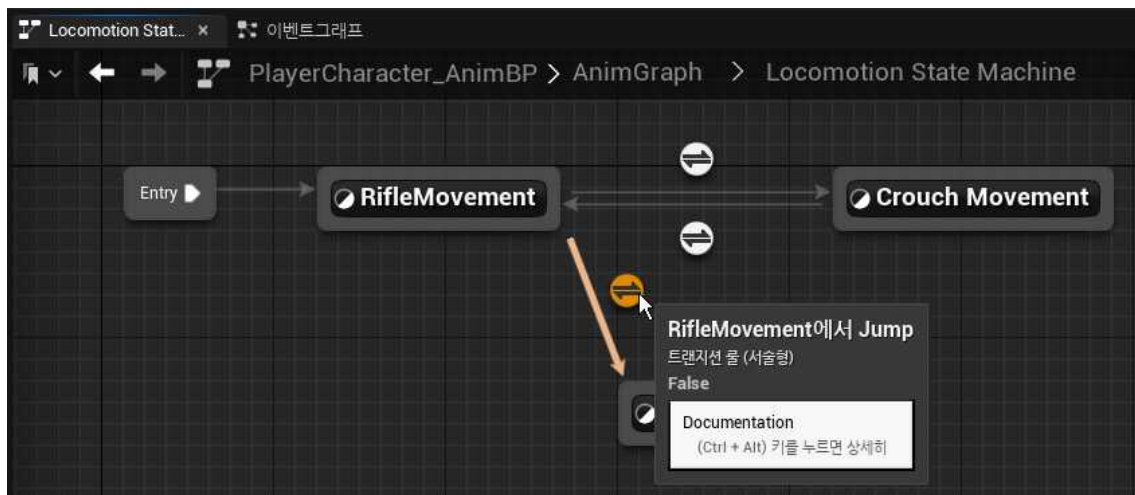 Locomotion Stat...
이벤트그래프
PlayerCharacter_AnimBP > AnimGraph > Locomotion State Machine
Entry
RifleMovement
Crouch Movement
RifleMovement에서 Jump
트랜지션 룰 (서술형)
False
Documentation
(Ctrl + Alt) 키를 누르면 상세히